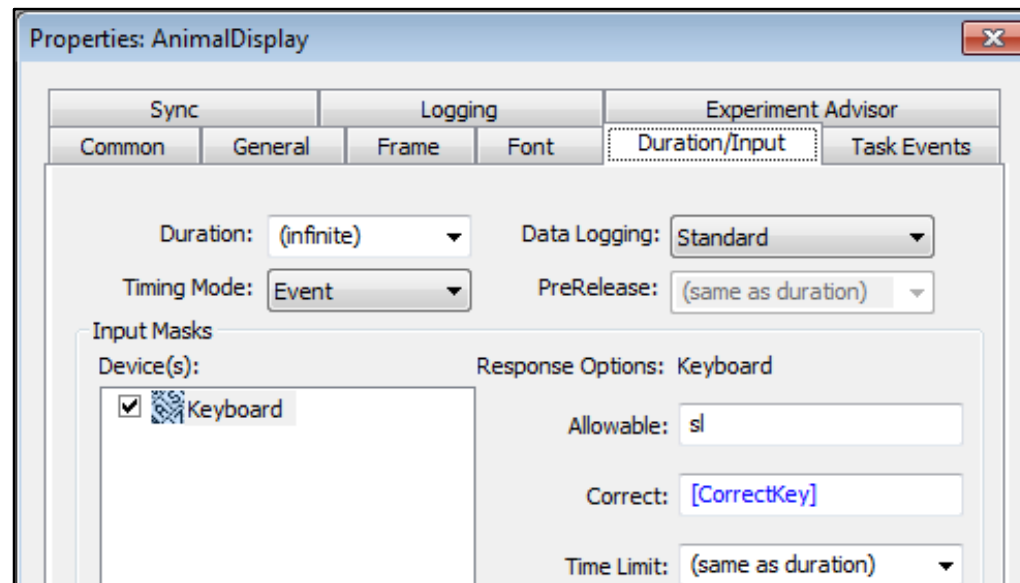 Properties: AnimalDisplay
Sync Logging Experiment Advisor
Common General Frame Font Duration/Input Task Events
Duration: (infinite) Data Logging: Standard
Timing Mode: Event PreRelease: (same as duration)
Input Masks
Device(s): Response Options: Keyboard
Keyboard
Allowable: sl
Correct: [CorrectKey]
Time Limit: (same as duration)